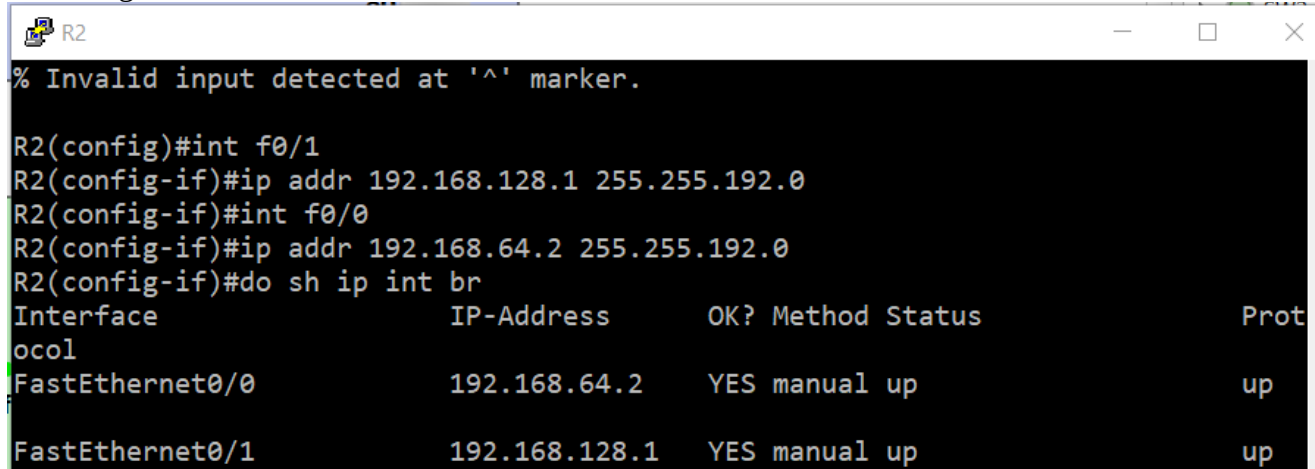 R2
% Invalid input detected at '^' marker.
R2(config)#int f0/1
R2(config-if)#ip addr 192.168.128.1 255.255.192.0
R2(config-if)#int f0/0
R2(config-if)#ip addr 192.168.64.2 255.255.192.0
R2(config-if)#do sh ip int br
Interface                  IP-Address      OK? Method Status                Prot
ocol
FastEthernet0/0            192.168.64.2    YES manual up                    up
FastEthernet0/1            192.168.128.1   YES manual up                    up